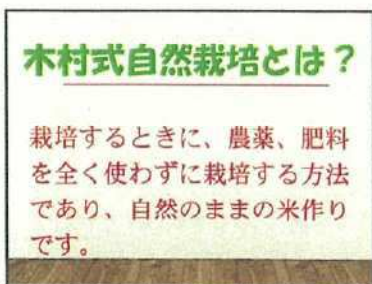 木村式自然栽培とは？
栽培するときに、農薬、肥料
を全く使わずに栽培する方法
であり、自然のままの米作り
です。